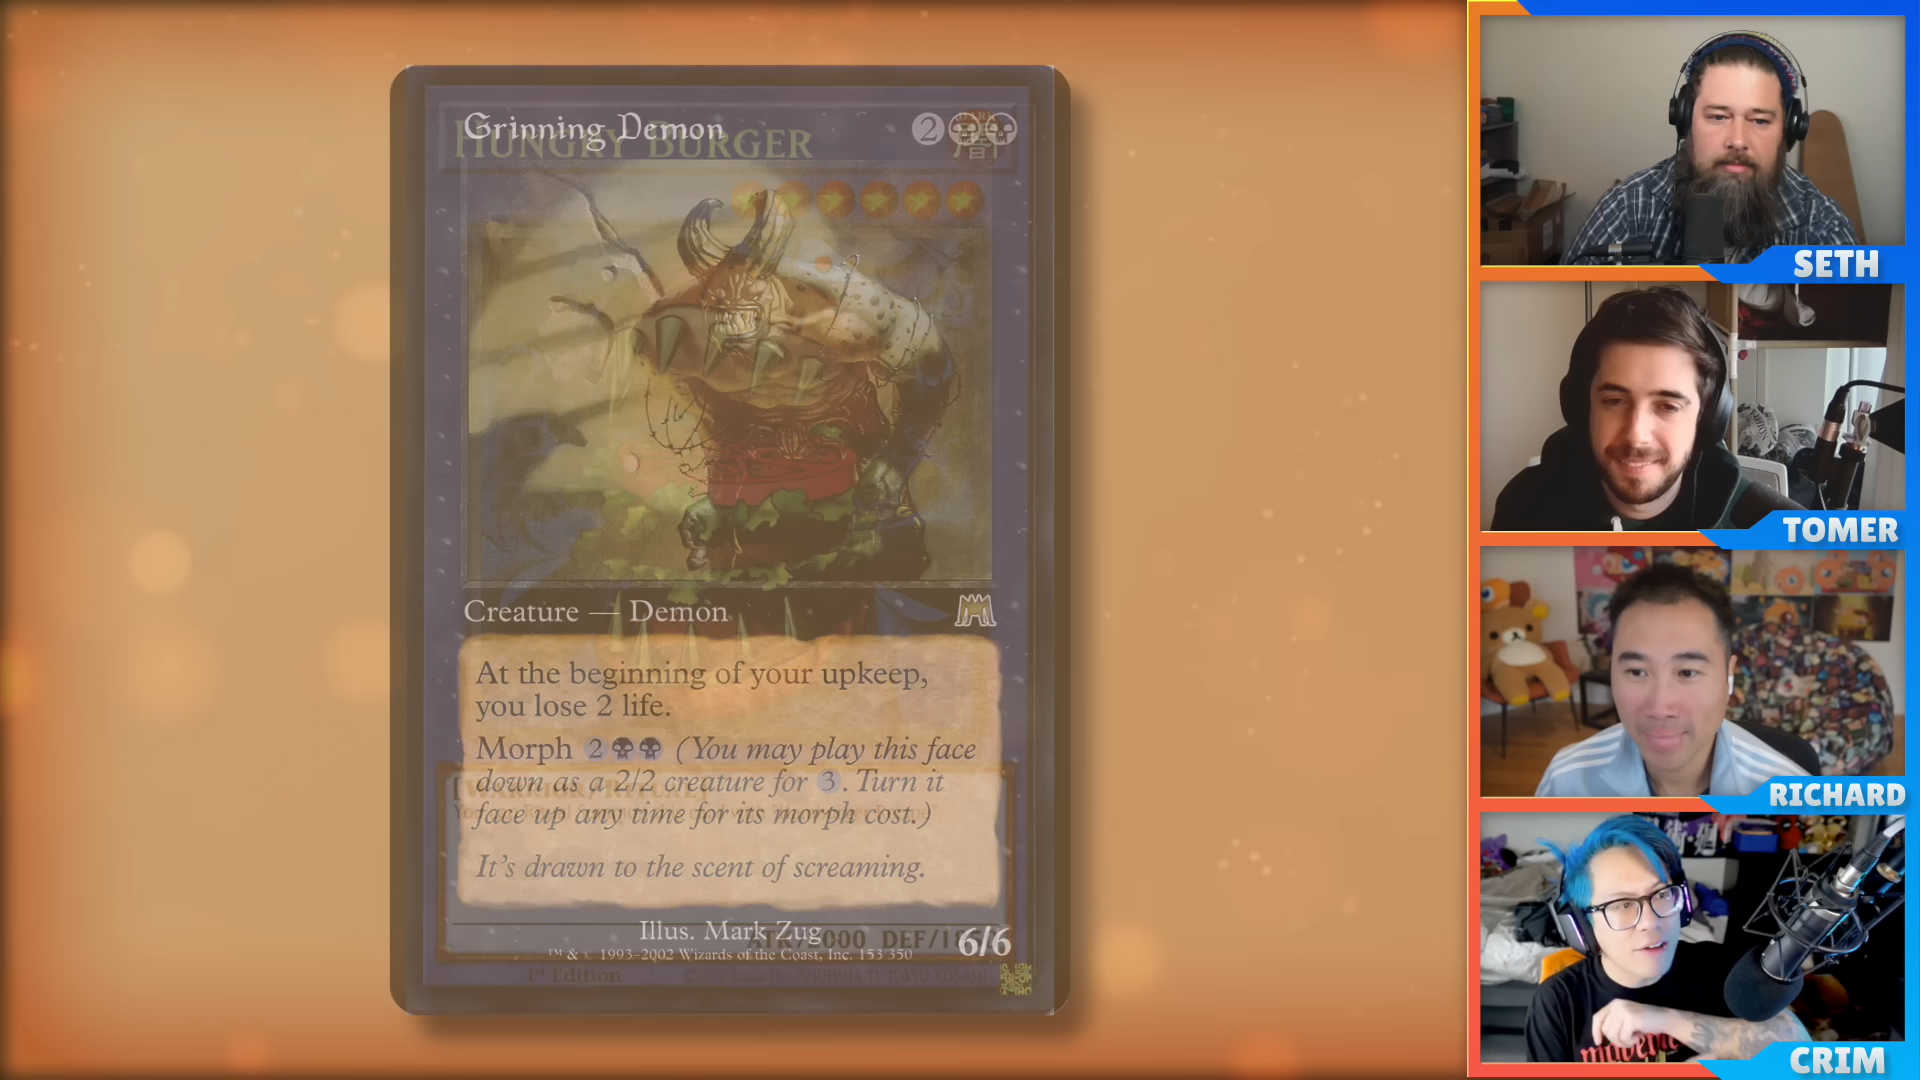 Grinning Demon 2
HUNGRY BURGER
Creature — Demon
At the beginning of your upkeep,
you lose 2 life.
Morph 2 (You may play this face
down as a 2/2 creature for 3. Turn it
face up any time for its morph cost.)
It's drawn to the scent of screaming.
Illus. Mark Zug
6/6
DEF/
™ & © 1993–2002 Wizards of the Coast, Inc. 153/350
1st Edition
SETH
TOMER
RICHARD
CRIM